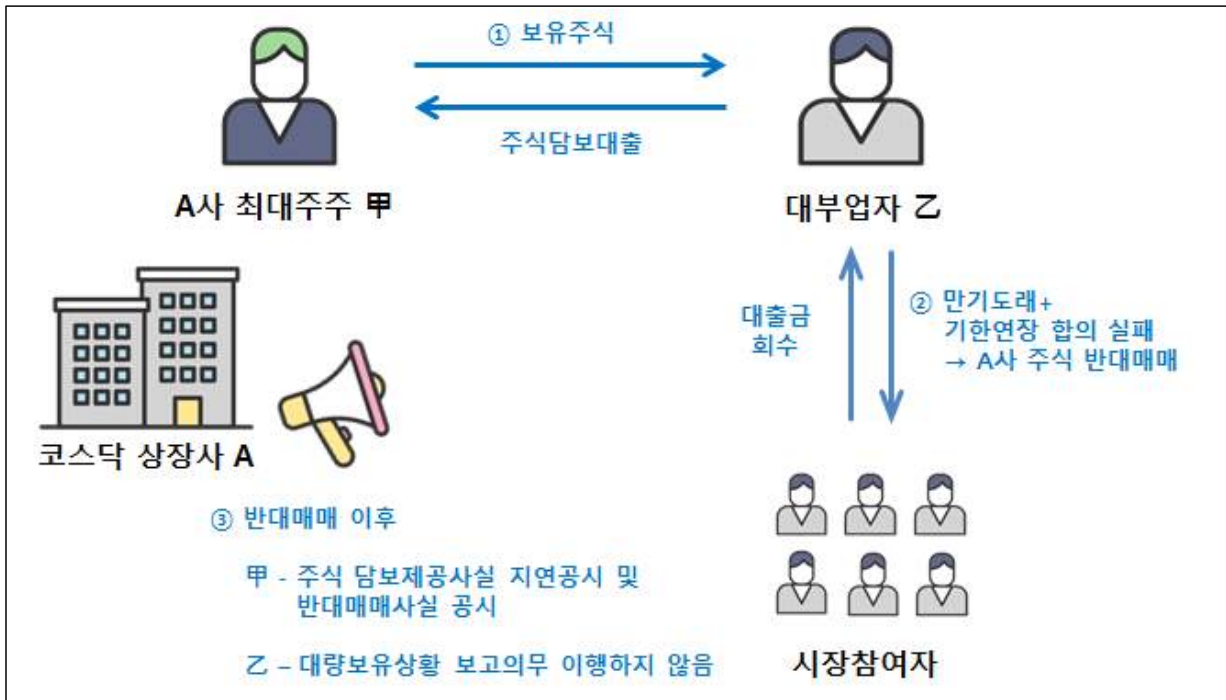 ① 보유주식
주식담보대출
A사 최대주주 甲
대부업자 乙
대출금
회수
② 만기도래+
기한연장 합의 실패
→ A사 주식 반대매매
코스닥 상장사 A
③ 반대매매 이후
甲 - 주식 담보제공사실 지연공시 및
반대매매사실 공시
乙 – 대량보유상황 보고의무 이행하지 않음
시장참여자